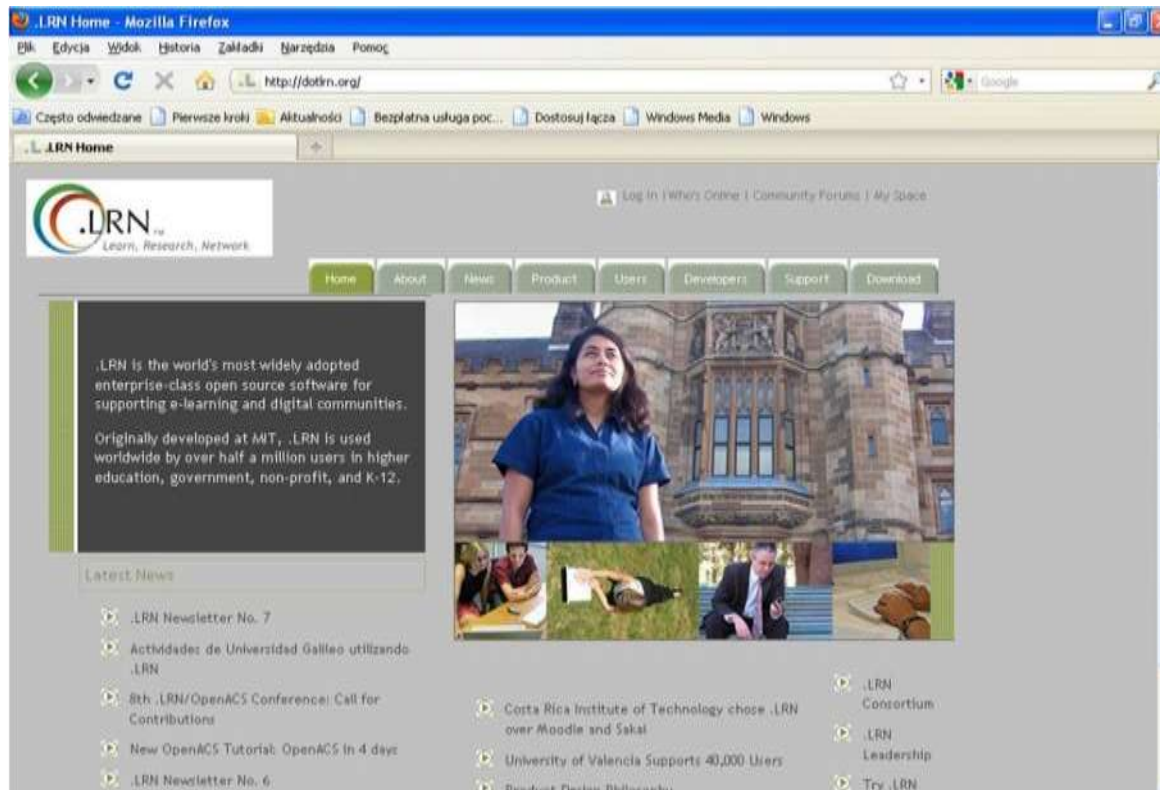 .LRN Home - Mozilla Firefox
Plik Edycja Widok Historia Zakładki Narzędzia Pomoc
.L http://dotlrn.org/
Google
Często odwiedzane Pierwsze kroki Aktualności Bezpłatna usługa poc... Dostosuj łącza Windows Media Windows
.L .LRN Home
.LRN
Learn, Research, Network
Log In | Who's Online | Community Forums | My Space
Home About News Product Users Developers Support Download
.LRN is the world's most widely adopted
enterprise-class open source software for
supporting e-learning and digital communities.
Originally developed at MIT, .LRN is used
worldwide by over half a million users in higher
education, government, non-profit, and K-12.
Latest News
.LRN Newsletter No. 7
Actividades de Universidad Galileo utilizando
.LRN
8th .LRN/OpenACS Conference: Call for
Contributions
New OpenACS Tutorial: OpenACS in 4 days
.LRN Newsletter No. 6
Costa Rica Institute of Technology chose .LRN
over Moodle and Sakai
University of Valencia Supports 40,000 Users
Product Design Philosophy
.LRN
Consortium
.LRN
Leadership
Try .LRN